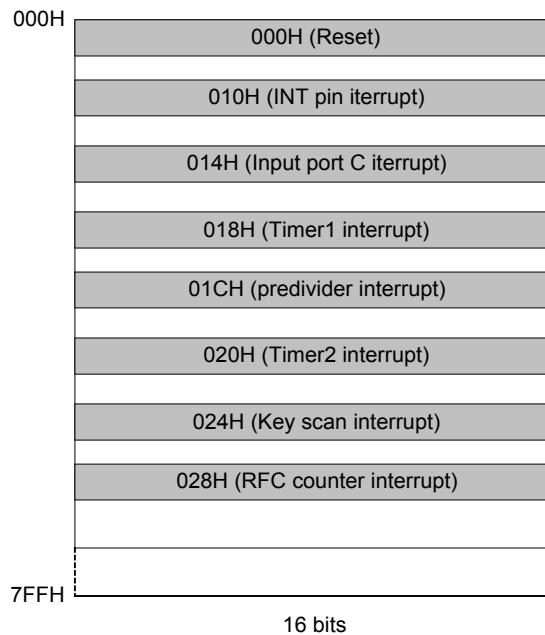 000H
000H (Reset)
010H (INT pin iterrupt)
014H (Input port C iterrupt)
018H (Timer1 interrupt)
01CH (predivider interrupt)
020H (Timer2 interrupt)
024H (Key scan interrupt)
028H (RFC counter interrupt)
7FFH
16 bits